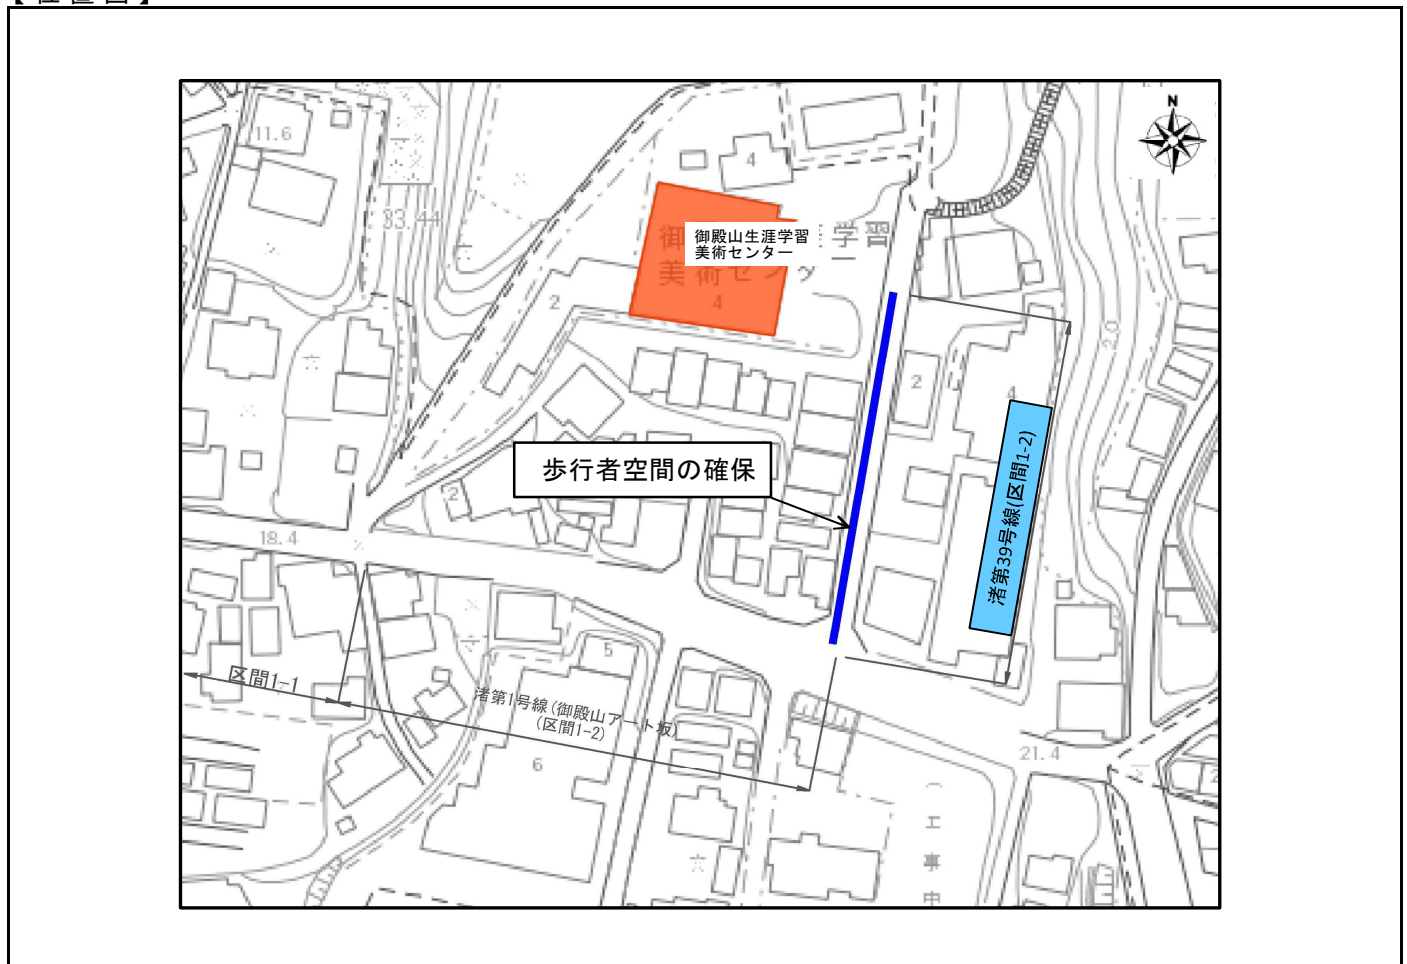 【位置図】
N
11.6
4
33.44
御殿山生涯学習
美術センター
学習
美術センター
4
2
2
4
2.0
歩行者空間の確保
渚第39号線(区間1-2)
2
18.4
5
区間1-1
渚第1号線(御殿山アート坂)
(区間1-2)
6
21.4
2
(工事中